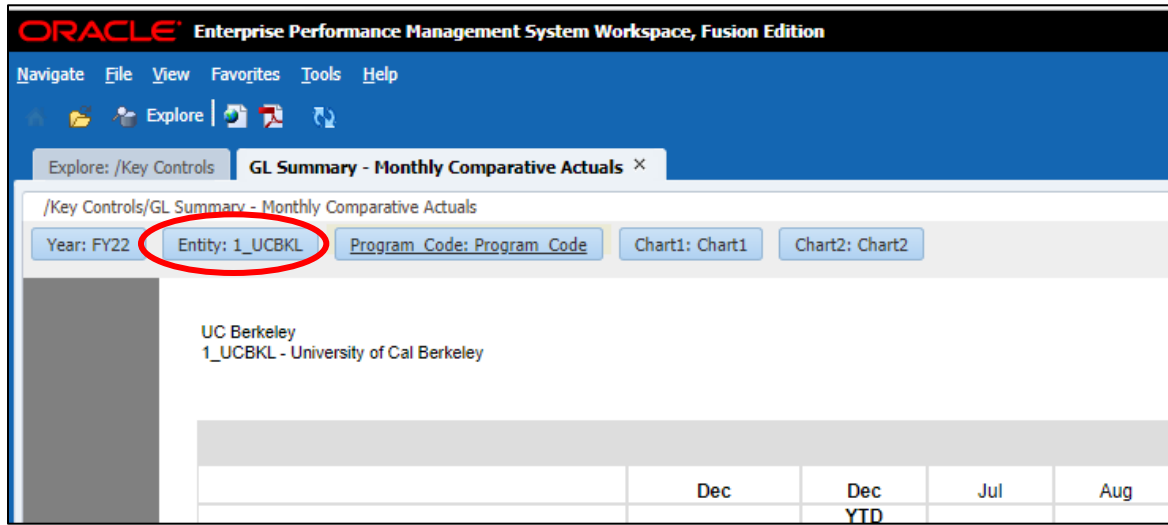 ORACLE Enterprise Performance Management System Workspace, Fusion Edition
Navigate File View Favorites Tools Help
Explore
Explore: /Key Controls GL Summary - Monthly Comparative Actuals ×
/Key Controls/GL Summary - Monthly Comparative Actuals
Year: FY22 Entity: 1_UCBKL Program_Code: Program_Code Chart1: Chart1 Chart2: Chart2
UC Berkeley
1_UCBKL - University of Cal Berkeley
Dec Dec Jul Aug
YTD